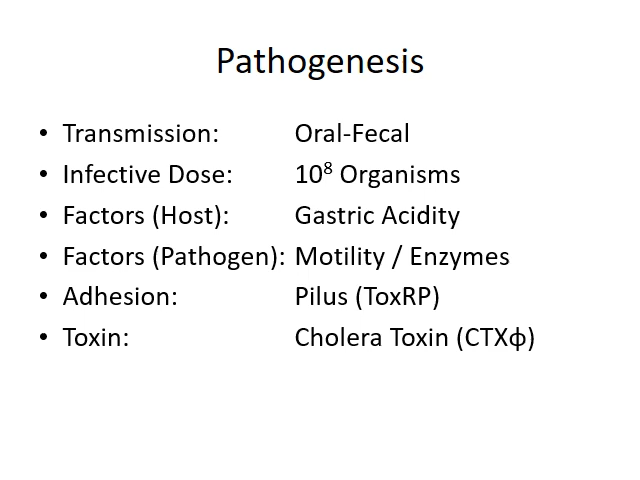 Pathogenesis
• Transmission: Oral-Fecal
• Infective Dose: 10⁸ Organisms
• Factors (Host): Gastric Acidity
• Factors (Pathogen): Motility / Enzymes
• Adhesion: Pilus (ToxRP)
• Toxin: Cholera Toxin (CTXϕ)